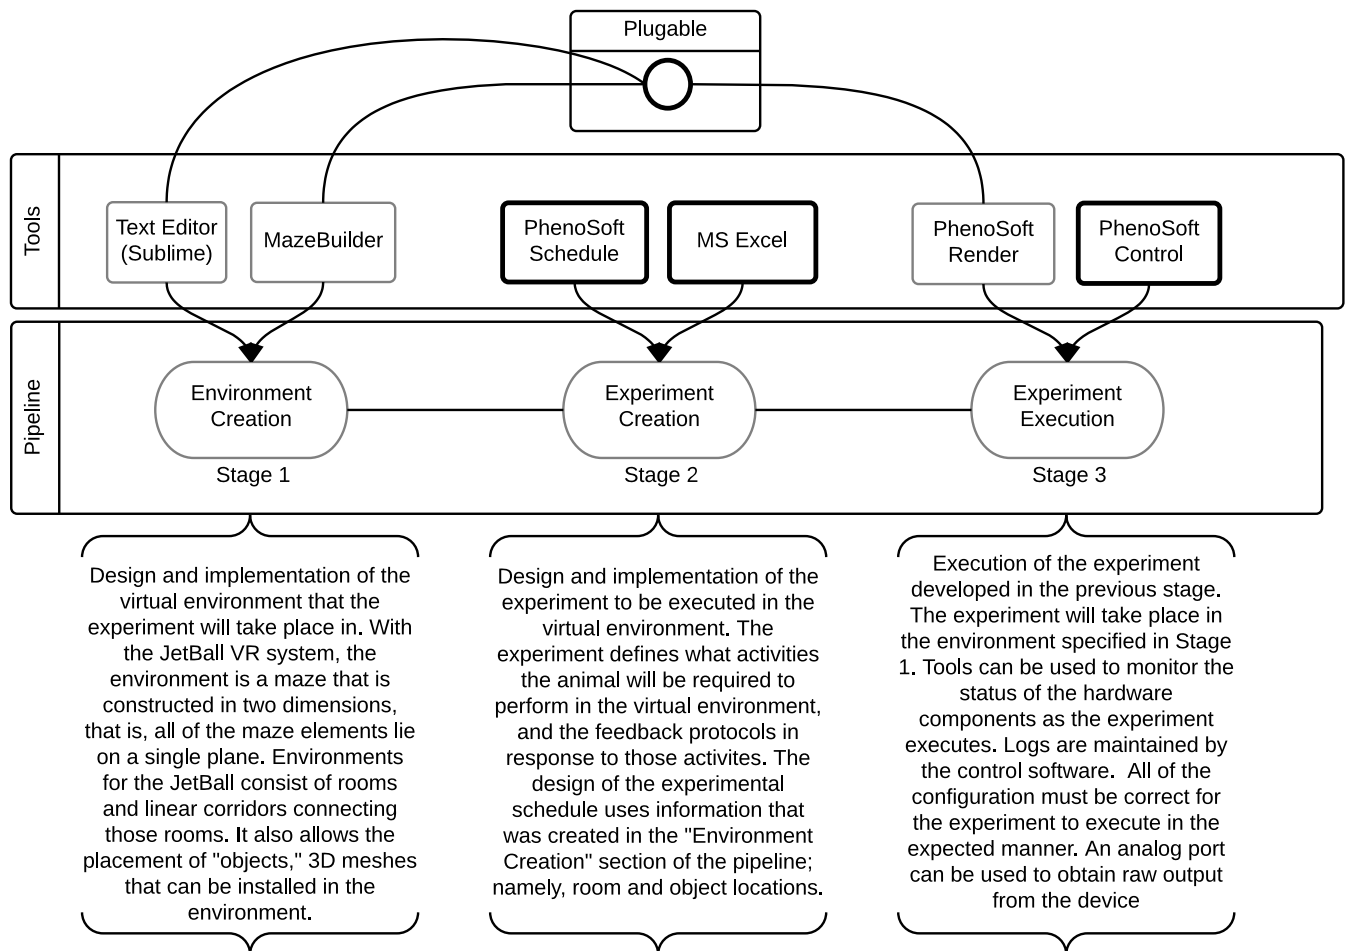 Plugable
Tools
Text Editor
(Sublime)
MazeBuilder
PhenoSoft
Schedule
MS Excel
PhenoSoft
Render
PhenoSoft
Control
Pipeline
Environment
Creation
Stage 1
Experiment
Creation
Stage 2
Experiment
Execution
Stage 3
Design and implementation of the
virtual environment that the
experiment will take place in. With
the JetBall VR system, the
environment is a maze that is
constructed in two dimensions,
that is, all of the maze elements lie
on a single plane. Environments
for the JetBall consist of rooms
and linear corridors connecting
those rooms. It also allows the
placement of "objects," 3D meshes
that can be installed in the
environment.
Design and implementation of the
experiment to be executed in the
virtual environment. The
experiment defines what activities
the animal will be required to
perform in the virtual environment,
and the feedback protocols in
response to those activites. The
design of the experimental
schedule uses information that
was created in the "Environment
Creation" section of the pipeline;
namely, room and object locations.
Execution of the experiment
developed in the previous stage.
The experiment will take place in
the environment specified in Stage
1. Tools can be used to monitor the
status of the hardware
components as the experiment
executes. Logs are maintained by
the control software.  All of the
configuration must be correct for
the experiment to execute in the
expected manner. An analog port
can be used to obtain raw output
from the device